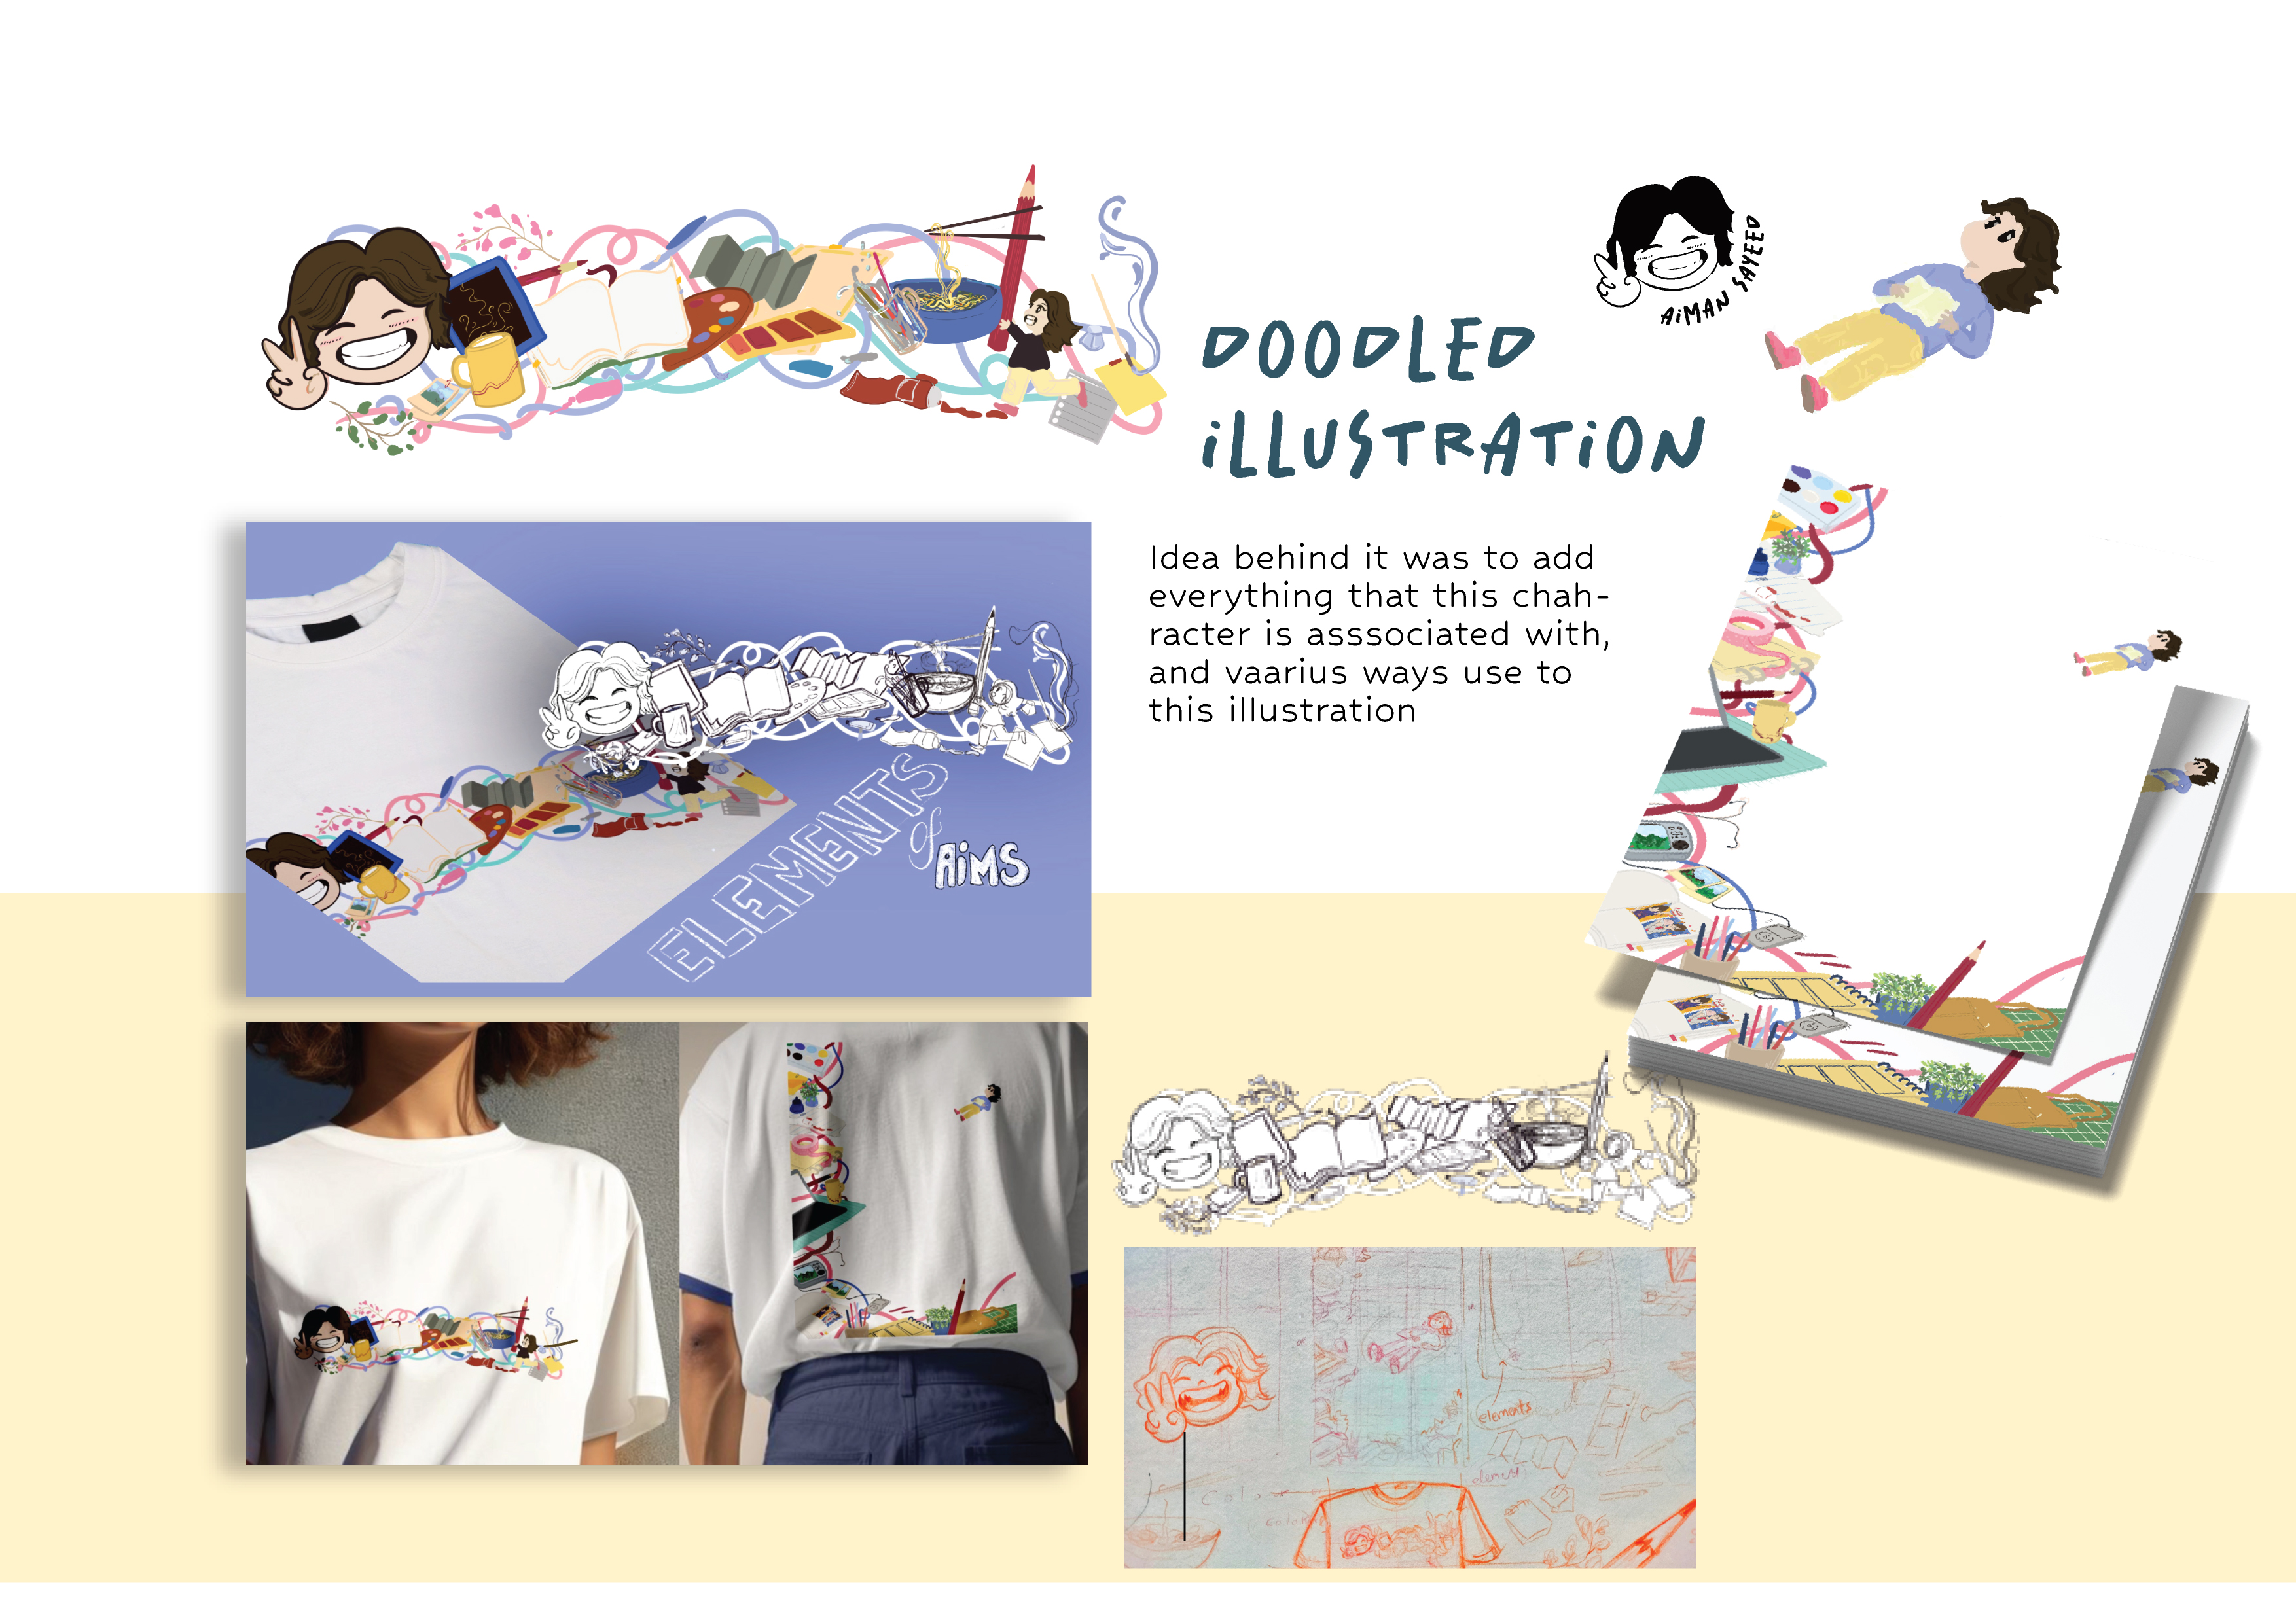 AiMAN SAYEED
DOODLED
iLLUSTRATiON
Idea behind it was to add
everything that this chah-
racter is asssociated with,
and vaarius ways use to
this illustration
ELEMENTS
of
AiMS
elements
Color